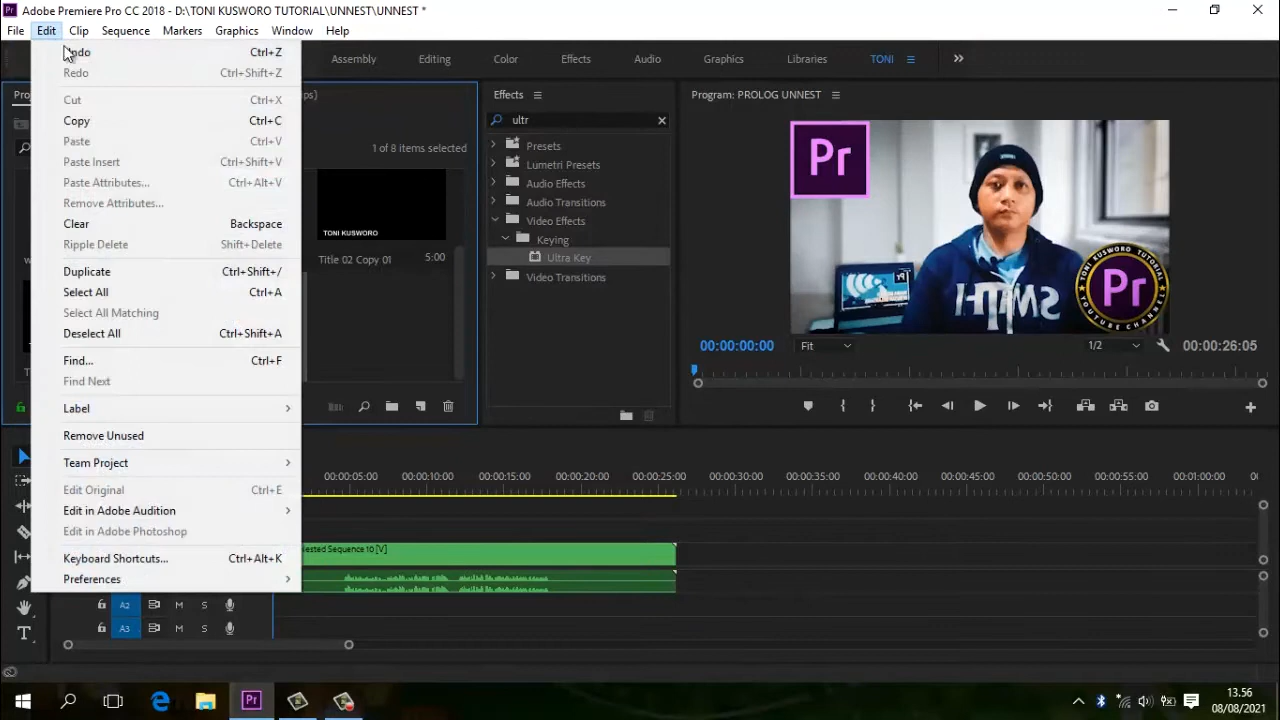 Adobe Premiere Pro CC 2018 - D:\TONI KUSWORO TUTORIAL\UNNEST\UNNEST *
File Edit Clip Sequence Markers Graphics Window Help
Assembly Editing Color Effects Audio Graphics Libraries TONI
Undo Ctrl+Z
Redo Ctrl+Shift+Z
Cut Ctrl+X
Copy Ctrl+C
Paste Ctrl+V
Paste Insert Ctrl+Shift+V
Paste Attributes... Ctrl+Alt+V
Remove Attributes...
Clear Backspace
Ripple Delete Shift+Delete
Duplicate Ctrl+Shift+/
Select All Ctrl+A
Select All Matching
Deselect All Ctrl+Shift+A
Find... Ctrl+F
Find Next
Label
Remove Unused
Team Project
Edit Original Ctrl+E
Edit in Adobe Audition
Edit in Adobe Photoshop
Keyboard Shortcuts... Ctrl+Alt+K
Preferences
1 of 8 items selected
TONI KUSWORO
Title 02 Copy 01 5:00
Effects
ultr
Presets
Lumetri Presets
Audio Effects
Audio Transitions
Video Effects
Keying
Ultra Key
Video Transitions
Program: PROLOG UNNEST
Pr
SMITH
TONI KUSWORO TUTORIAL
Pr
YOUTUBE CHANNEL
00:00:00:00 Fit 1/2 00:00:26:05
00:00:05:00 00:00:10:00 00:00:15:00 00:00:20:00 00:00:25:00 00:00:30:00 00:00:35:00 00:00:40:00 00:00:45:00 00:00:50:00 00:00:55:00 00:01:00:00
Nested Sequence 10 [V]
A2 M S
A3 M S
Pr
13.56
08/08/2021